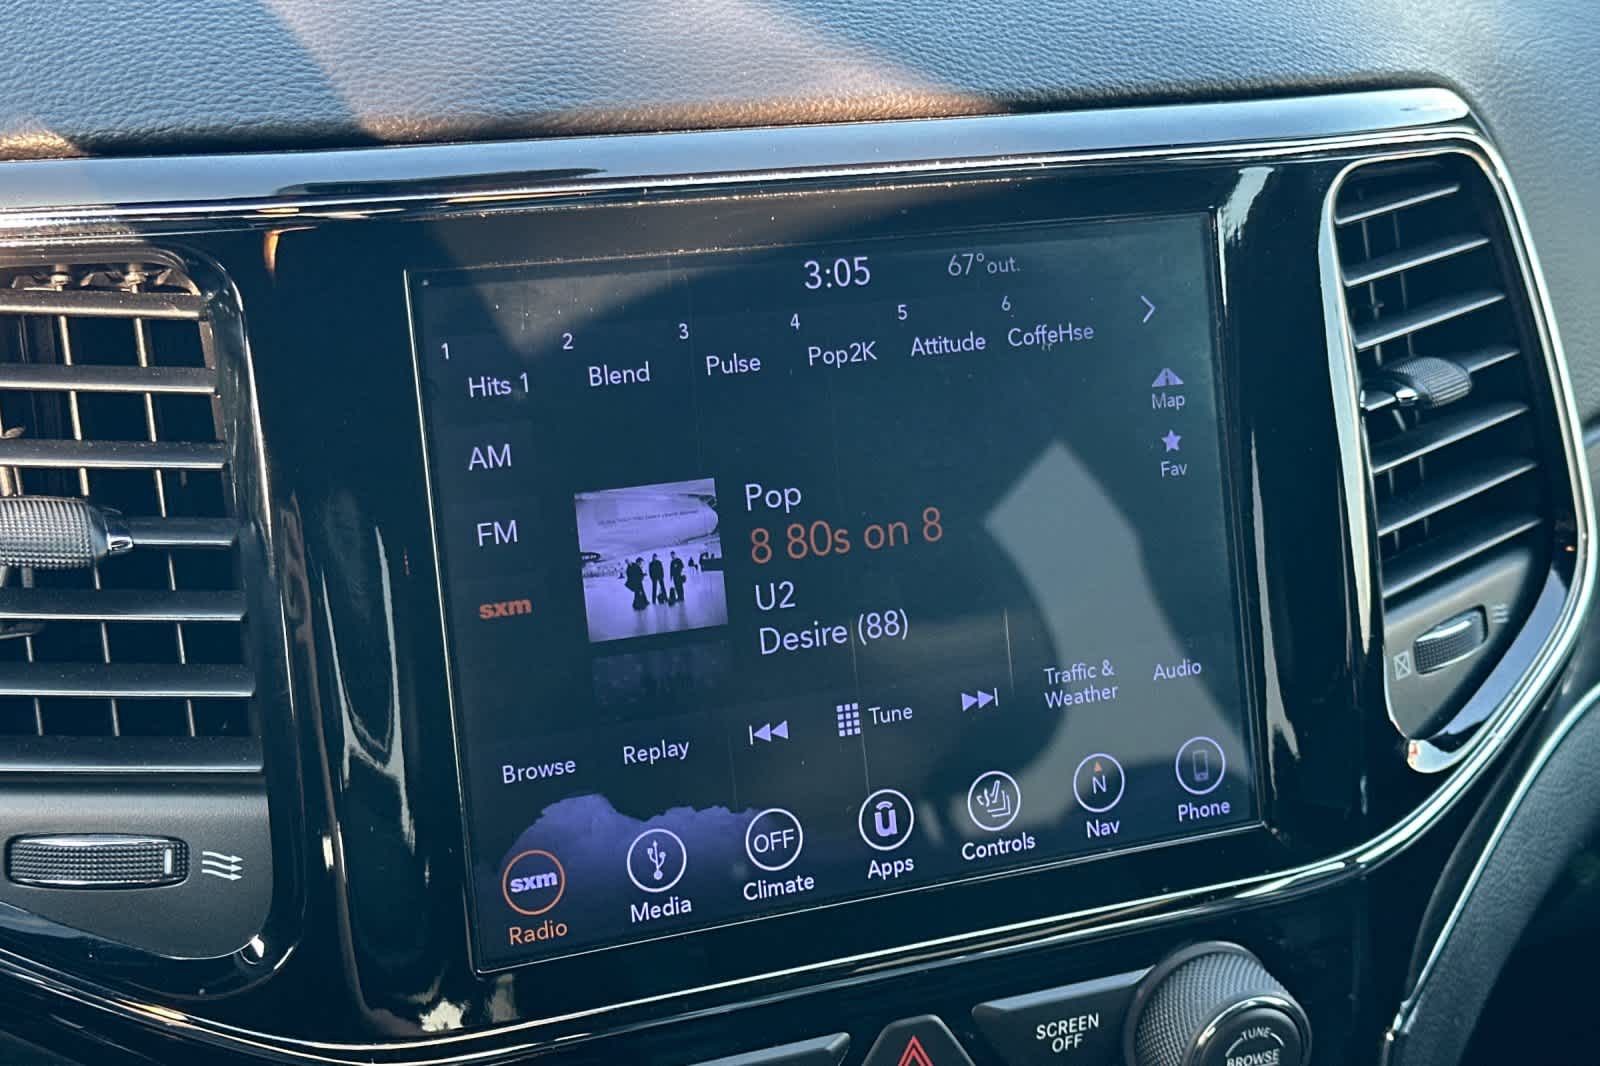 3:05
67°out.
1 Hits 1
2 Blend
3 Pulse
4 Pop2K
5 Attitude
6 CoffeHse
Map
Fav
AM
FM
sxm
Pop
8 80s on 8
U2
Desire (88)
Browse
Replay
Tune
Traffic &
Weather
Audio
sxm
Radio
Media
OFF
Climate
ū
Apps
Controls
N
Nav
Phone
SCREEN
OFF
TUNE
BROWSE